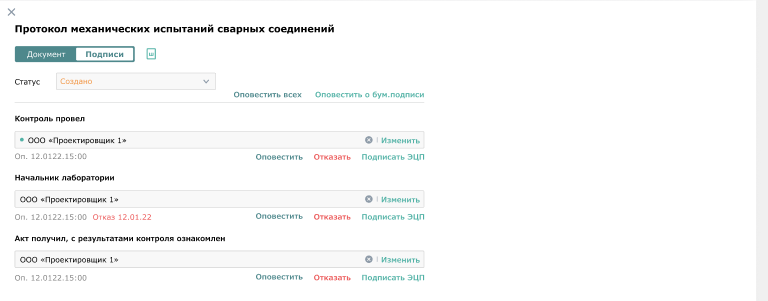 Протокол механических испытаний сварных соединений
Документ Подписи
Статус Создано
Оповестить всех Оповестить о бум.подписи
Контроль провел
ООО «Проектировщик 1» Изменить
Оп. 12.0122.15:00 Оповестить Отказать Подписать ЭЦП
Начальник лаборатории
ООО «Проектировщик 1» Изменить
Оп. 12.0122.15:00 Отказ 12.01.22 Оповестить Отказать Подписать ЭЦП
Акт получил, с результатами контроля ознакомлен
ООО «Проектировщик 1» Изменить
Оп. 12.0122.15:00 Оповестить Отказать Подписать ЭЦП